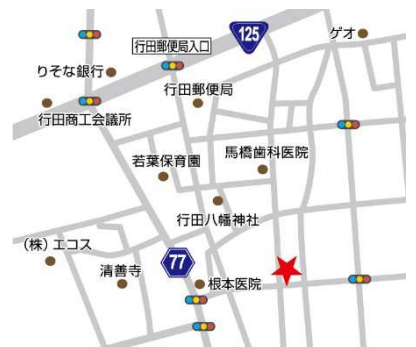 ゲオ
125
行田郵便局入口
りそな銀行
行田郵便局
行田商工会議所
馬橋歯科医院
若葉保育園
行田八幡神社
(株) エコス
77
清善寺
根本医院